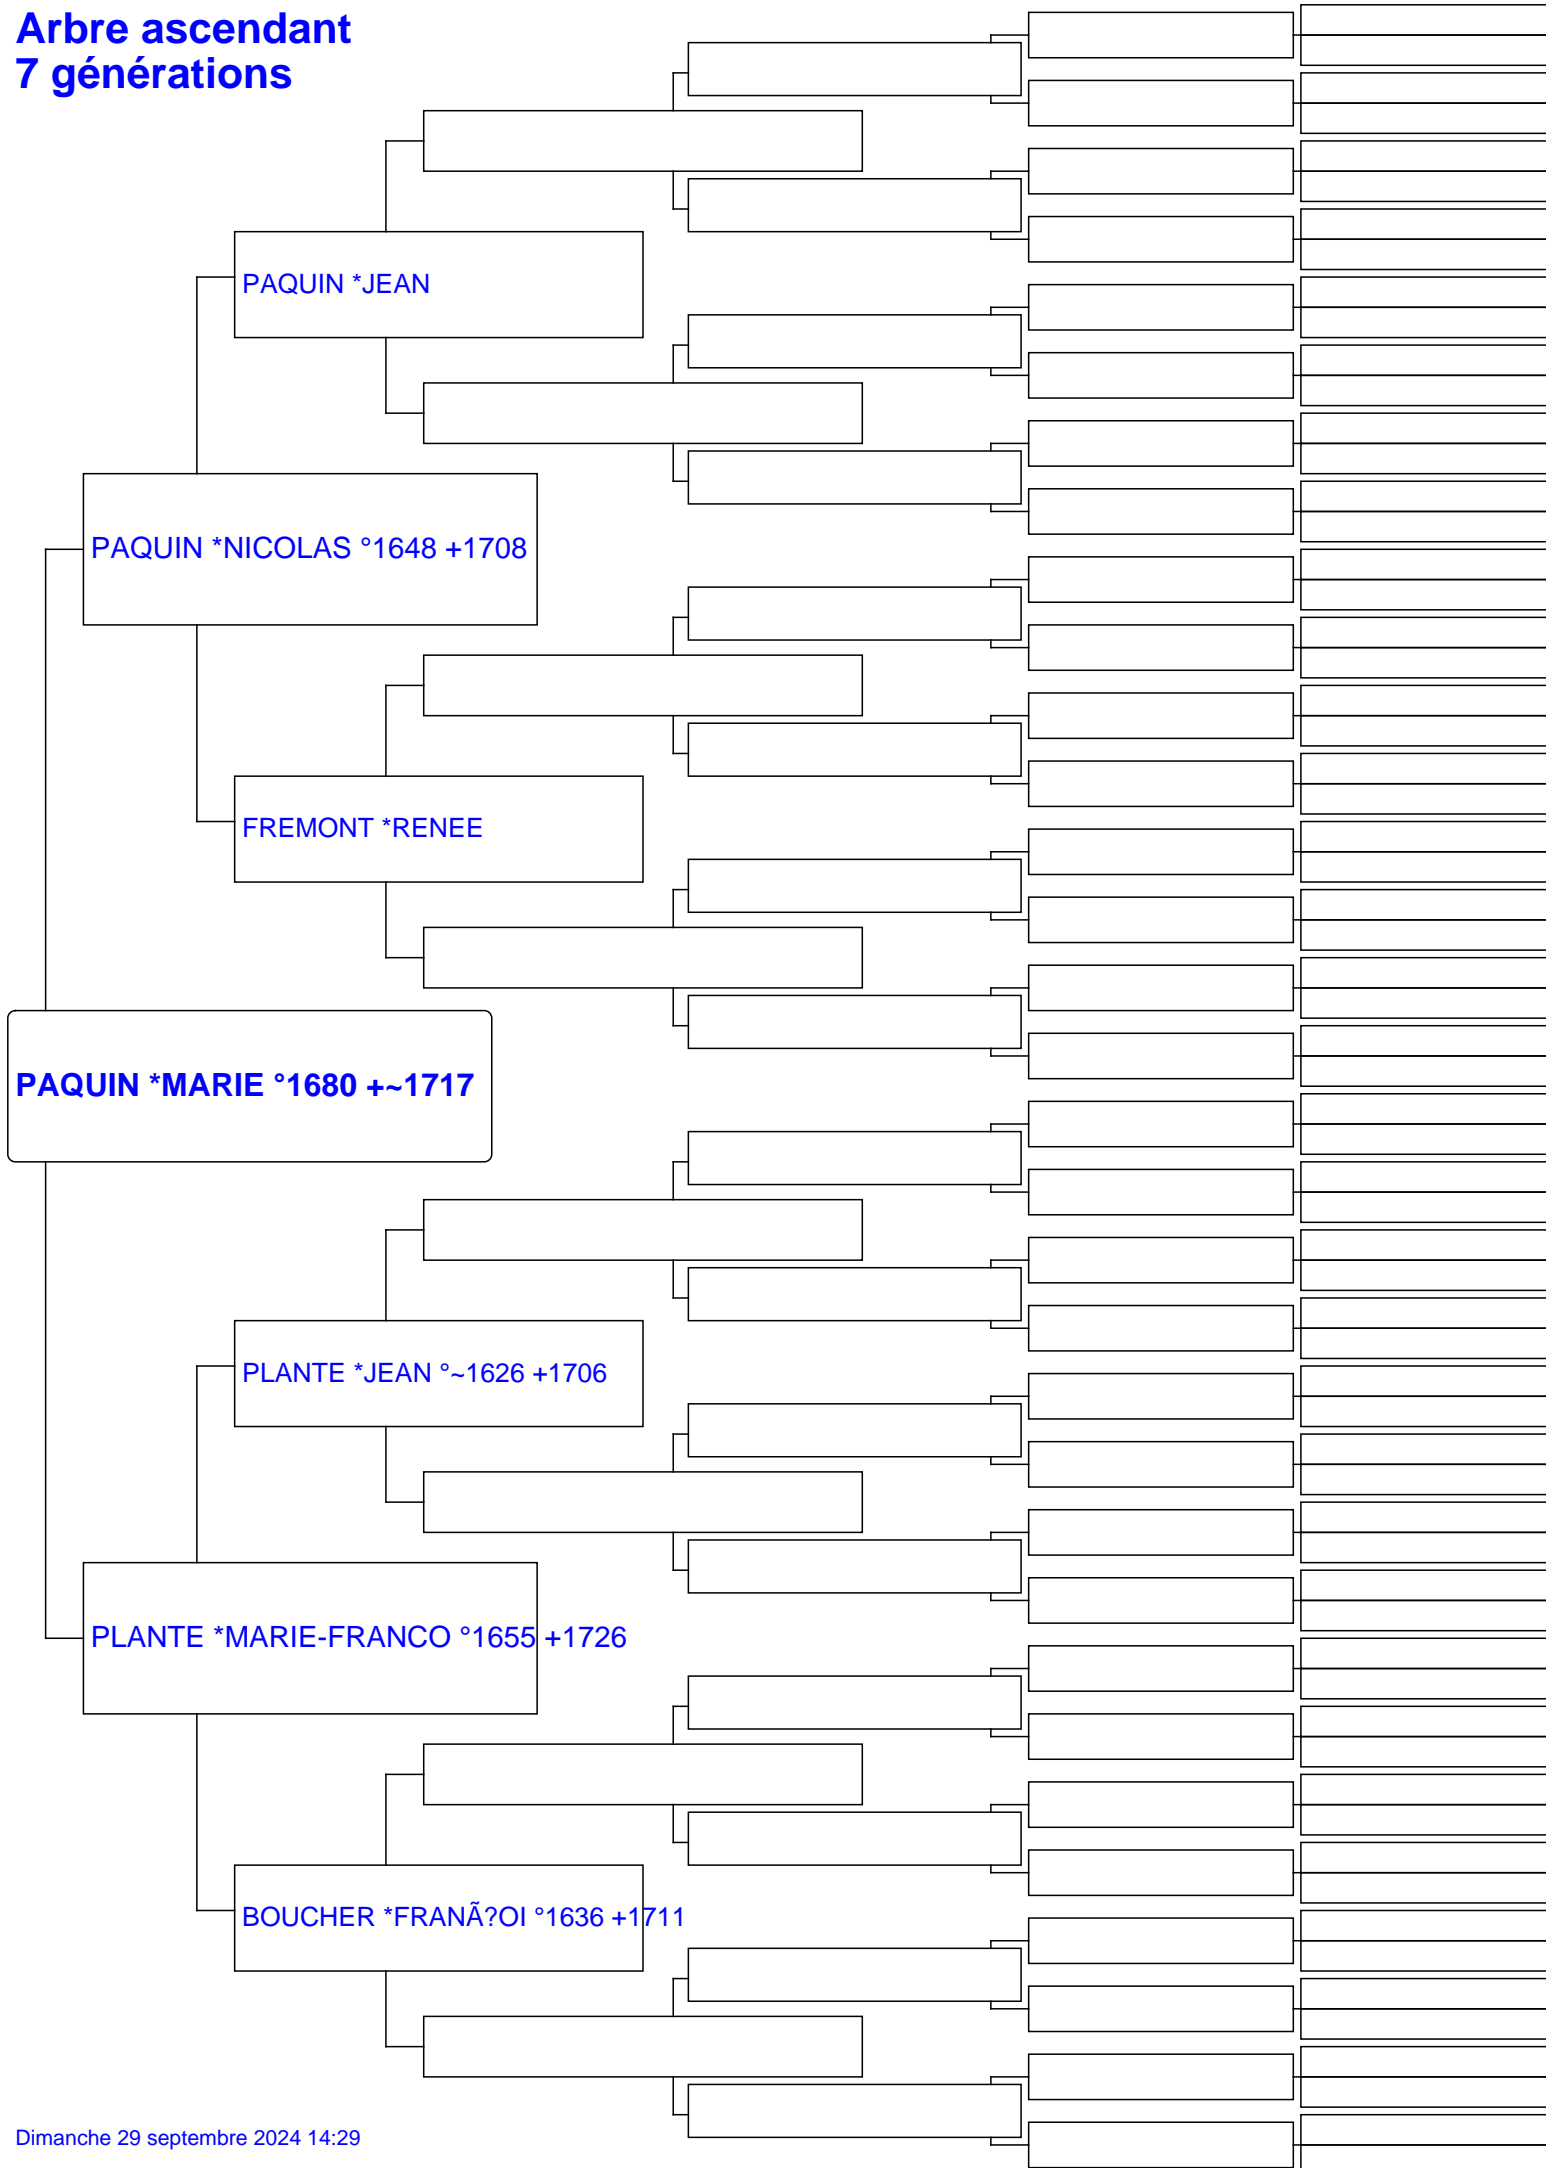 Arbre ascendant
7 générations
PAQUIN *JEAN
PAQUIN *NICOLAS °1648 +1708
FREMONT *RENEE
PAQUIN *MARIE °1680 +~1717
PLANTE *JEAN °~1626 +1706
PLANTE *MARIE-FRANCO °1655 +1726
BOUCHER *FRANÃ?OI °1636 +1711
Dimanche 29 septembre 2024 14:29